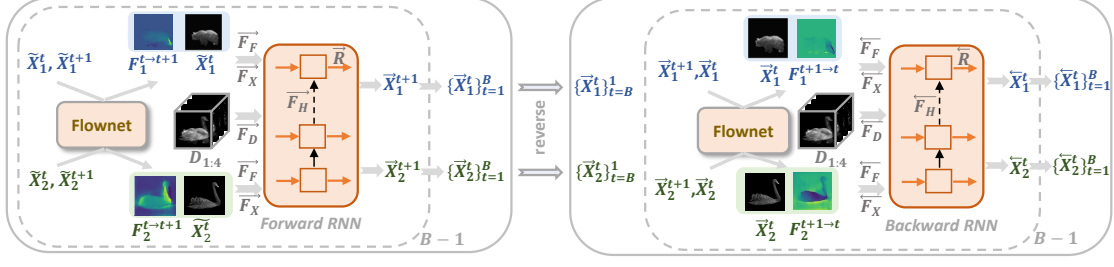 X̃₁ᵗ, X̃₁ᵗ⁺¹
F₁ᵗ→ᵗ⁺¹ X̃₁ᵗ
Flownet
D₁:₄
X̃₂ᵗ, X̃₂ᵗ⁺¹
F₂ᵗ→ᵗ⁺¹ X̃₂ᵗ
F⃗_F
F⃗_X
F⃗_D
F⃗_F
F⃗_X
R⃗
F⃗_H
Forward RNN
X⃗₁ᵗ⁺¹
X⃗₂ᵗ⁺¹
B − 1
{X⃗₁ᵗ}ᴮₜ₌₁
{X⃗₂ᵗ}ᴮₜ₌₁
reverse
{X⃗₁ᵗ}¹ₜ₌B
{X⃗₂ᵗ}¹ₜ₌B
X⃗₁ᵗ⁺¹, X⃗₁ᵗ
X⃗₁ᵗ F₁ᵗ⁺¹→ᵗ
Flownet
D₁:₄
X⃗₂ᵗ⁺¹, X⃗₂ᵗ
X⃗₂ᵗ F₂ᵗ⁺¹→ᵗ
F⃖_F
F⃖_X
F⃖_D
F⃖_F
F⃖_X
R⃖
F⃖_H
Backward RNN
X⃖₁ᵗ
X⃖₂ᵗ
B − 1
{X⃖₁ᵗ}ᴮₜ₌₁
{X⃖₂ᵗ}ᴮₜ₌₁